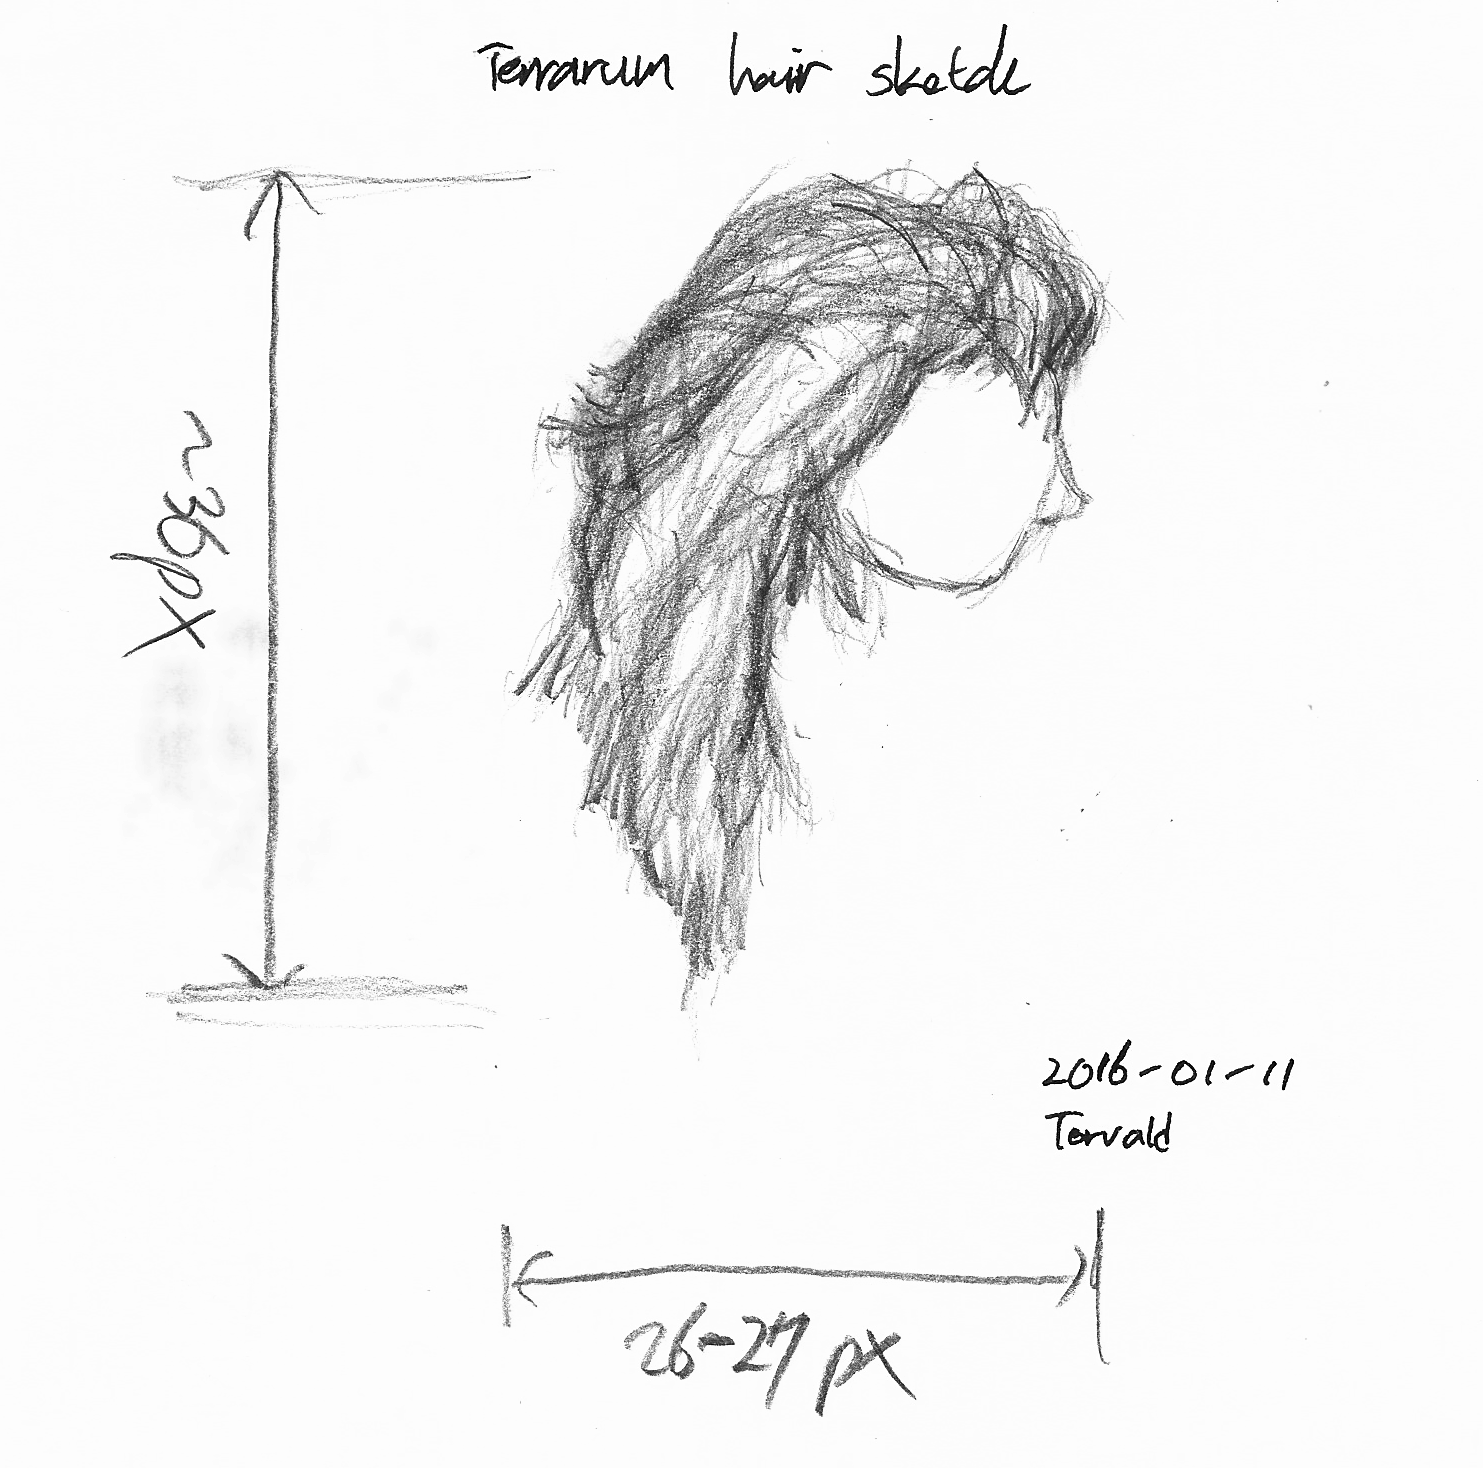 Terrarum hair sketch
~36px
2016-01-11
Torvald
26-27 px